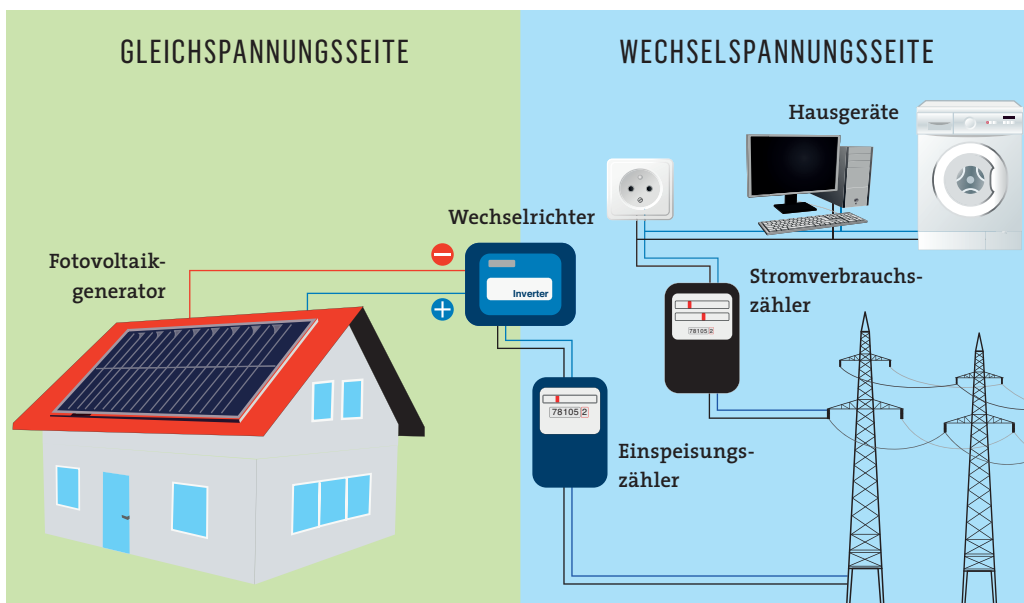 GLEICHSPANNUNGSSEITE
WECHSELSPANNUNGSSEITE
Hausgeräte
Wechselrichter
Fotovoltaik-
generator
Inverter
Stromverbrauchs-
zähler
78105 2
78105 2
Einspeisungs-
zähler